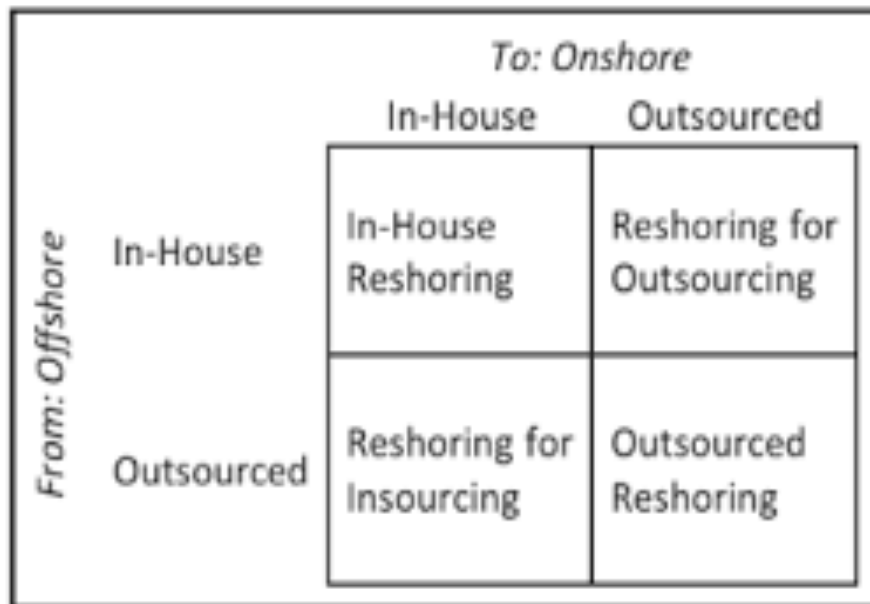 To: Onshore
In-House Outsourced
From: Offshore
In-House
In-House
Reshoring
Reshoring for
Outsourcing
Outsourced
Reshoring for
Insourcing
Outsourced
Reshoring